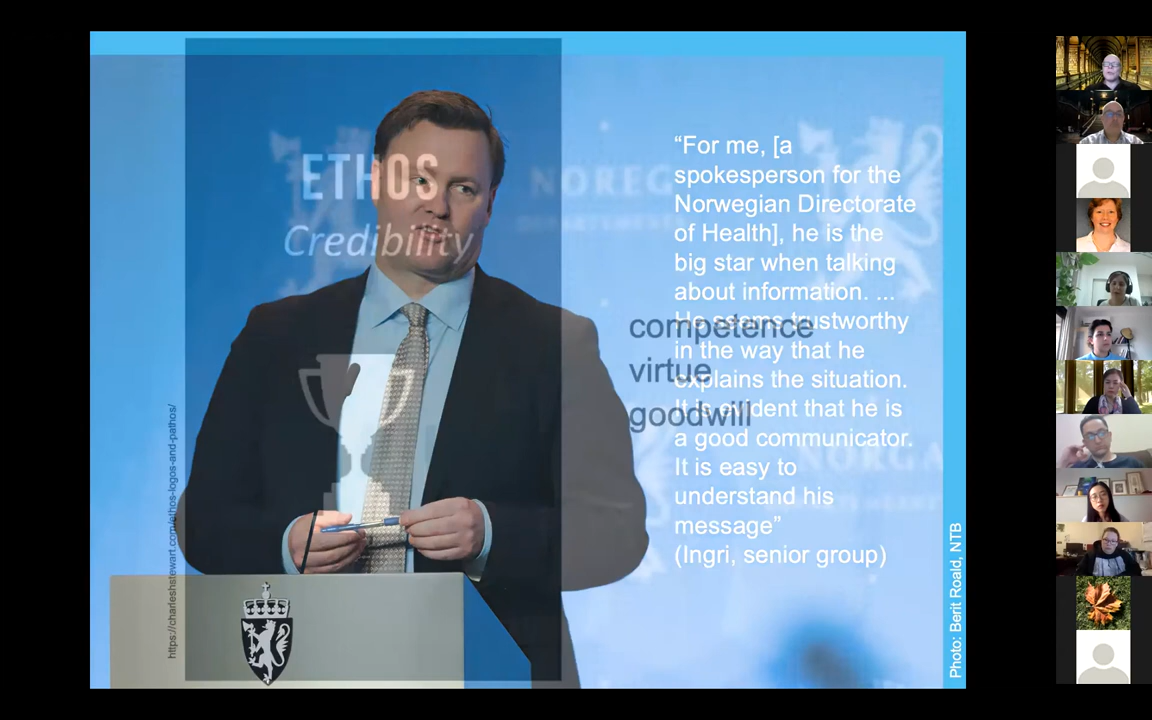 ETHOS
Credibility
NOREG
“For me, [a
spokesperson for the
Norwegian Directorate
of Health], he is the
big star when talking
about information. ...
He seems trustworthy
in the way that he
explains the situation.
It is evident that he is
a good communicator.
It is easy to
understand his
message”
(Ingri, senior group)
competence
virtue
goodwill
NORGA
https://charleshstewart.com/ethos-logos-and-pathos/
Photo: Berit Roald, NTB